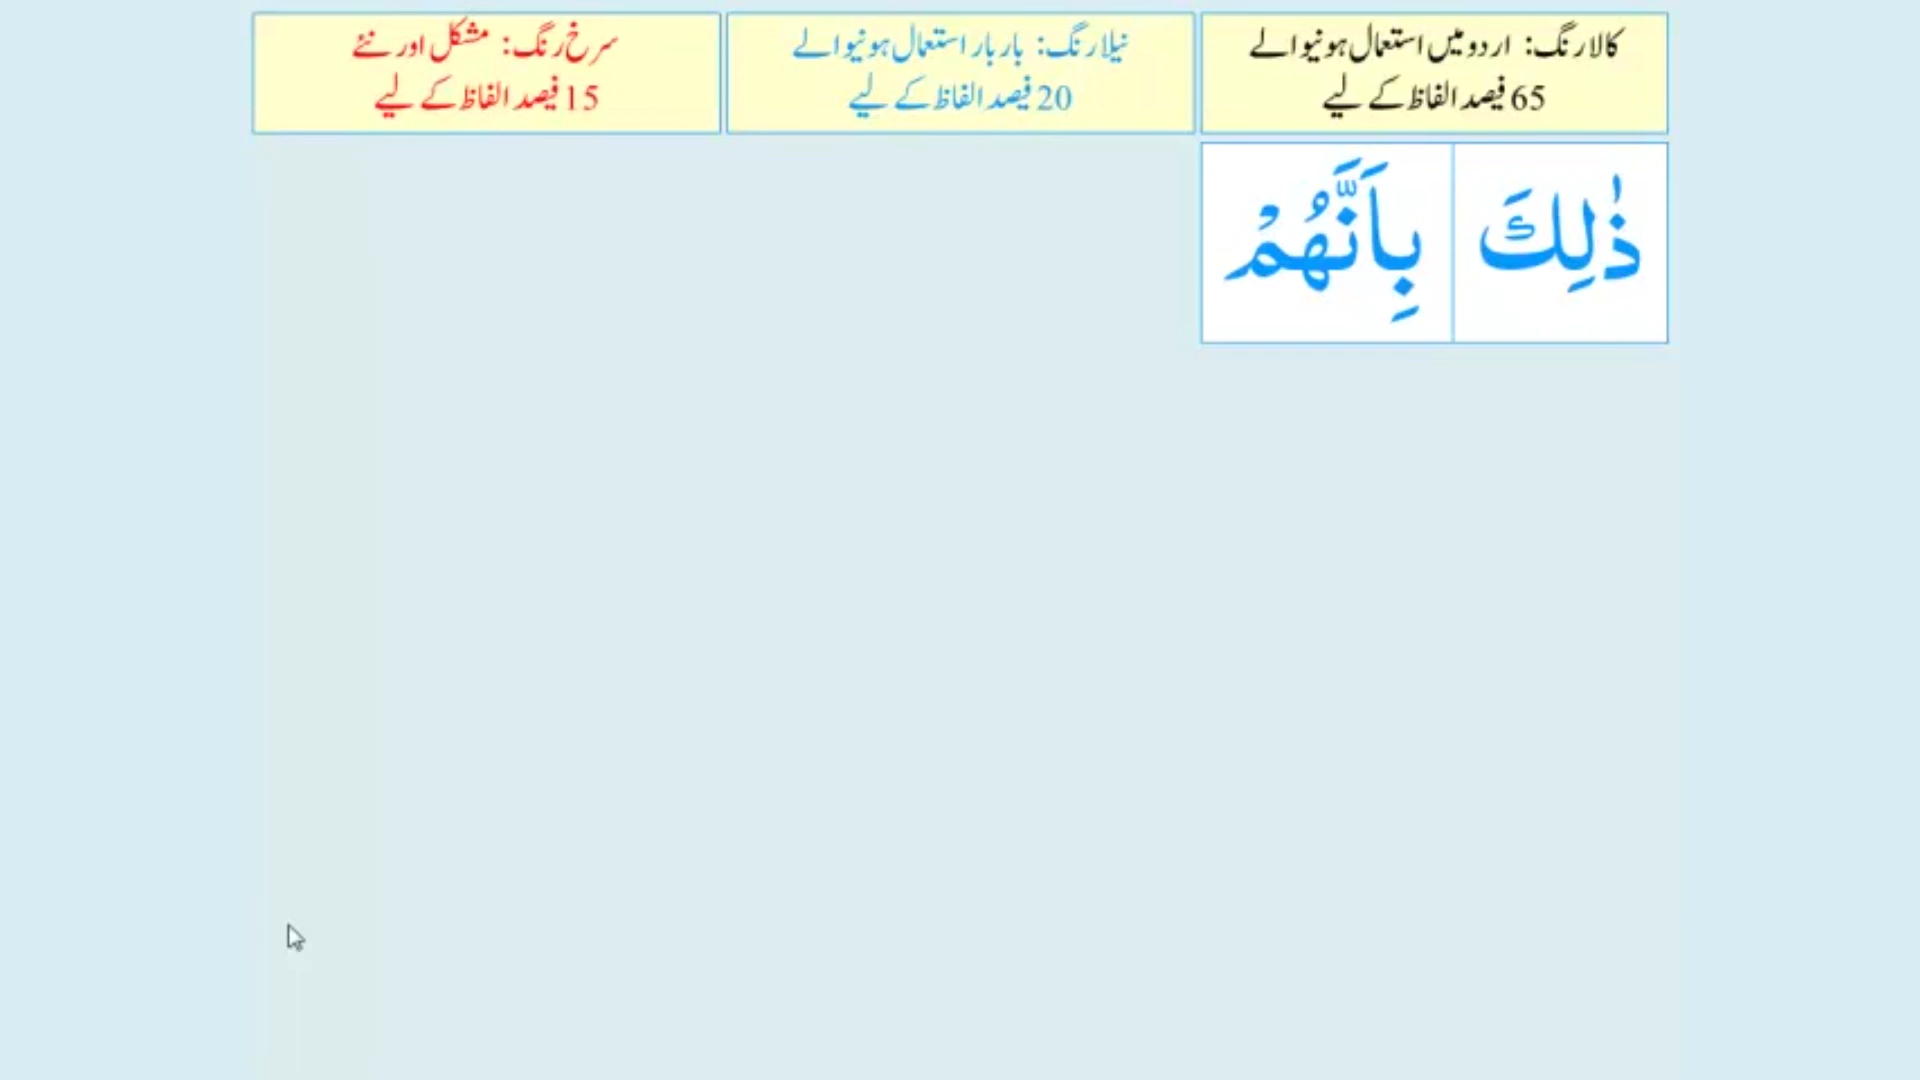 کالا رنگ: اردو میں استعمال ہونیوالے
65 فیصد الفاظ کے لیے
نیلا رنگ: بار بار استعمال ہونیوالے
20 فیصد الفاظ کے لیے
سرخ رنگ: مشکل اور نئے
15 فیصد الفاظ کے لیے
ذٰلِكَ بِاَنَّهُمْ